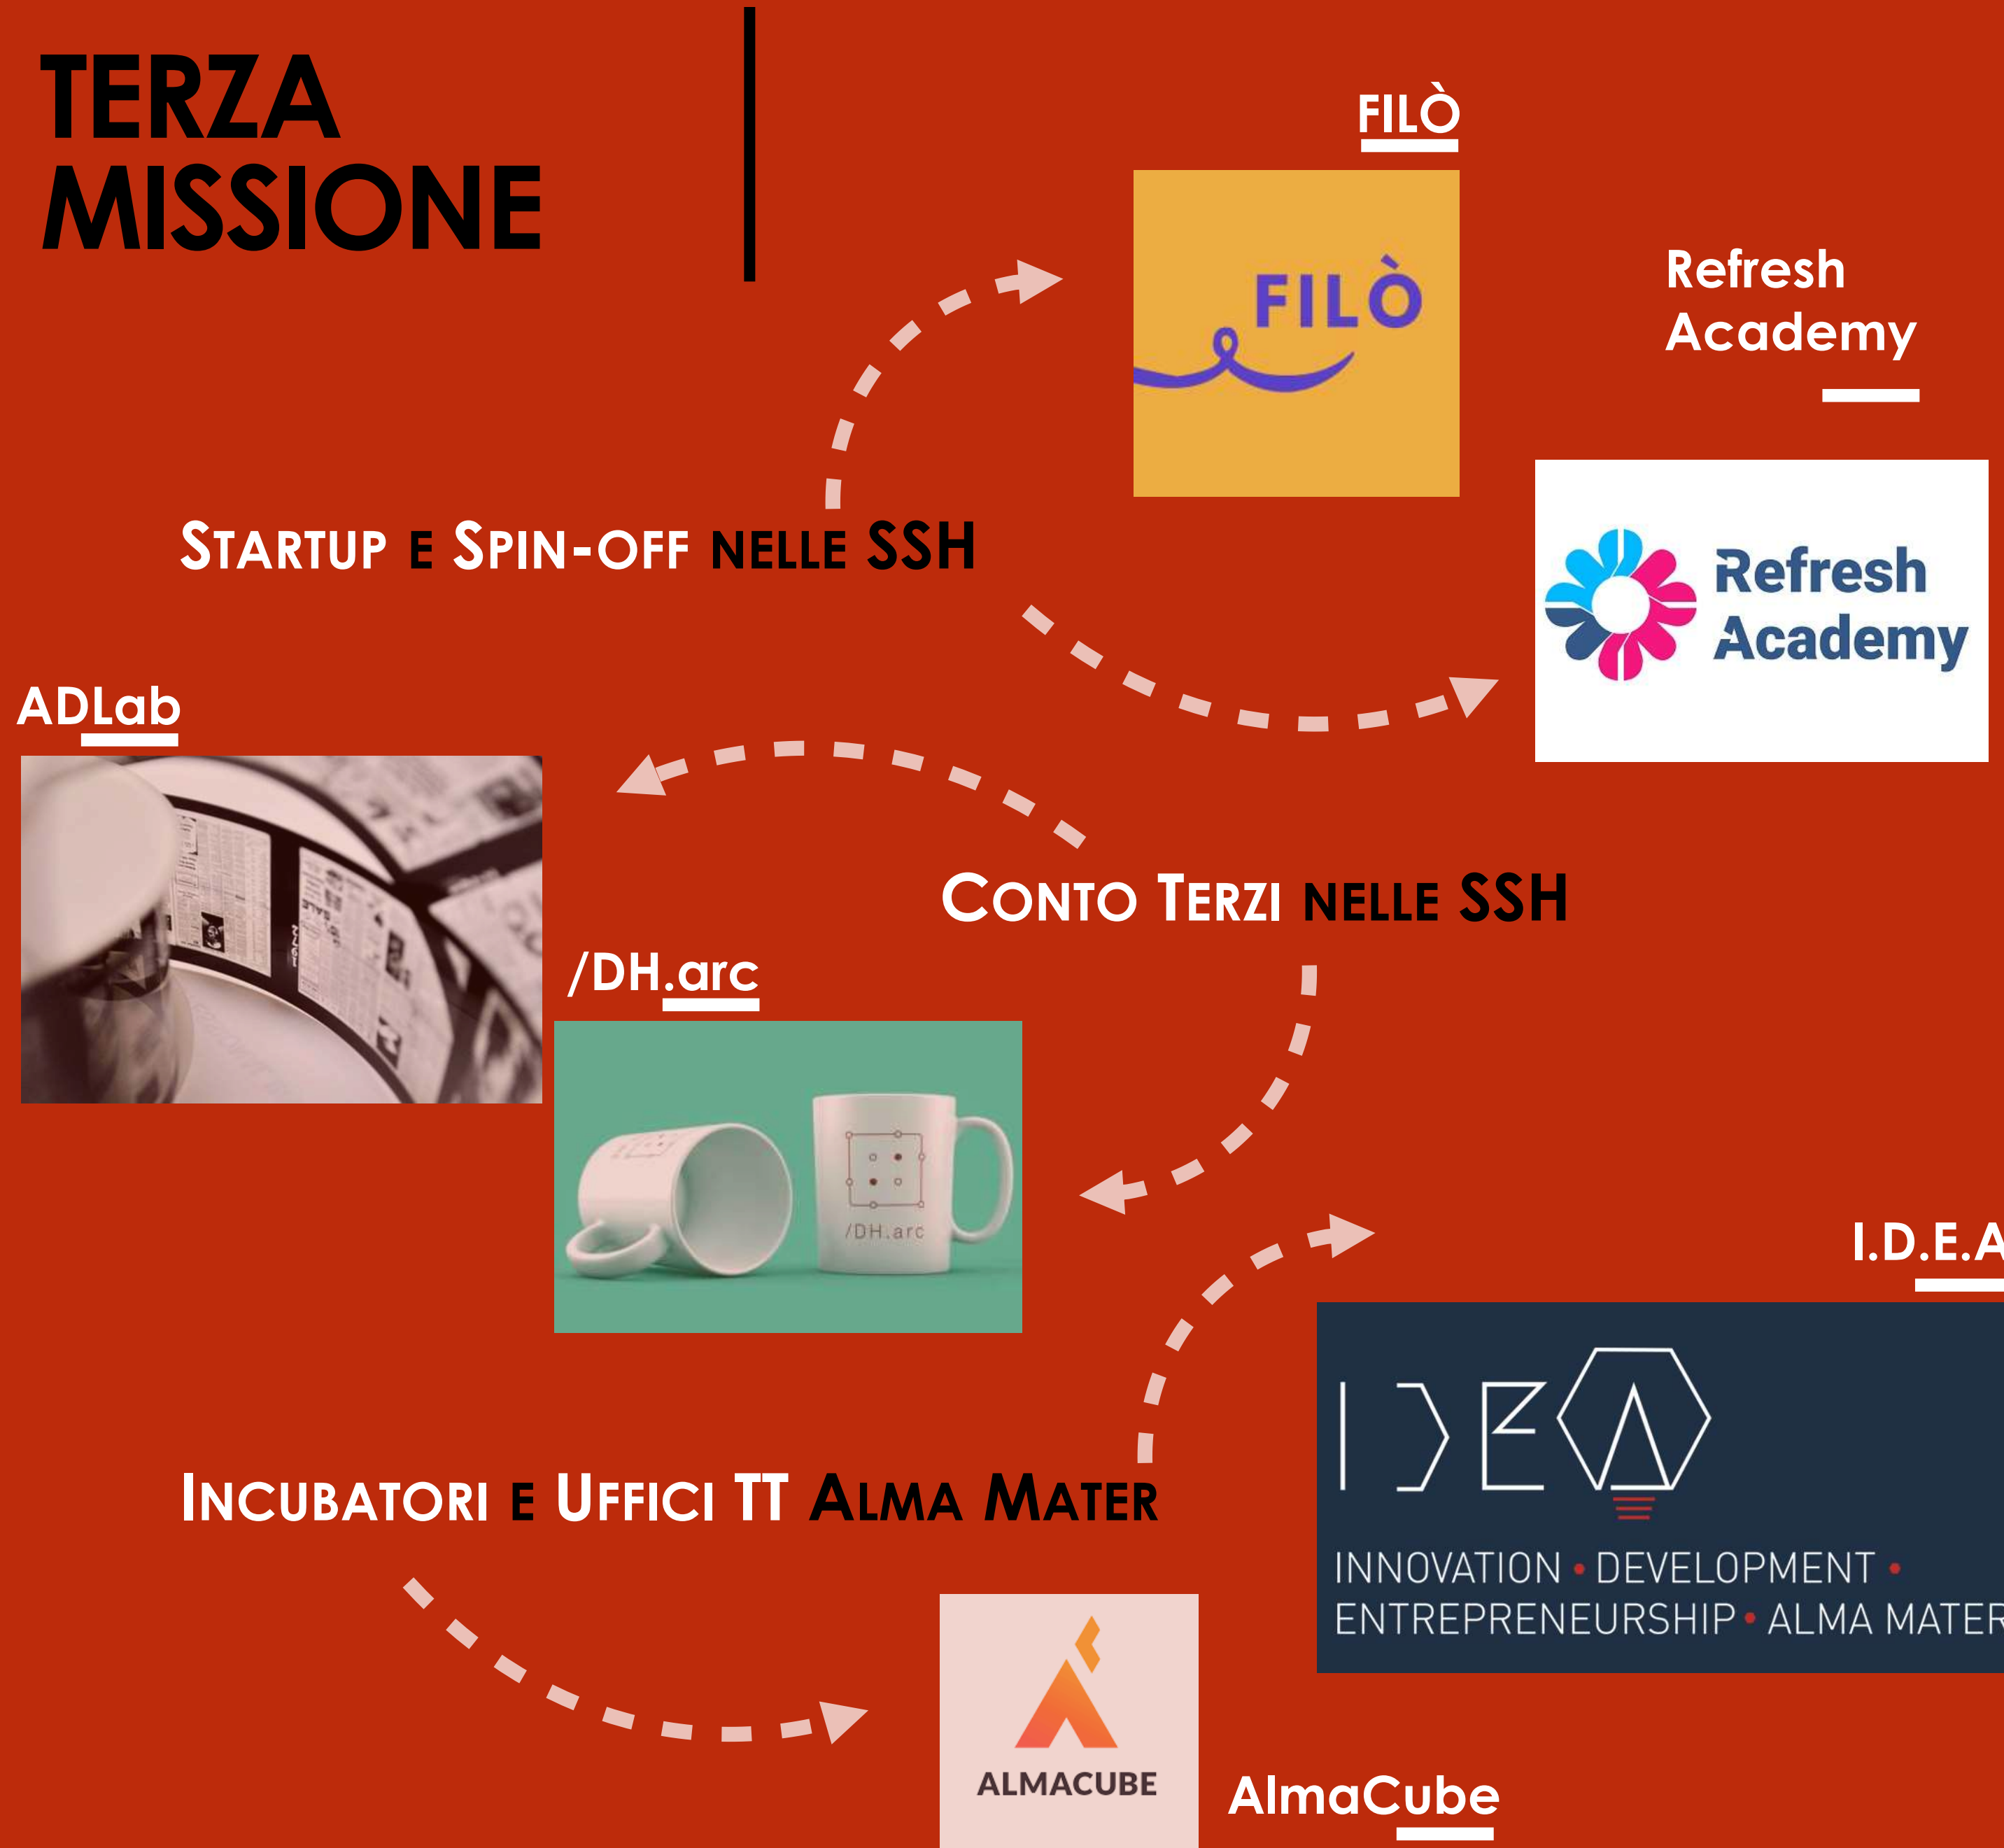 TERZA
MISSIONE
FILÒ
FILÒ
Refresh
Academy
Refresh
Academy
STARTUP E SPIN-OFF NELLE SSH
ADLab
CONTO TERZI NELLE SSH
/DH.arc
/DH.arc
I.D.E.A
IDEA
INNOVATION • DEVELOPMENT •
ENTREPRENEURSHIP • ALMA MATER
INCUBATORI E UFFICI TT ALMA MATER
ALMACUBE
AlmaCube